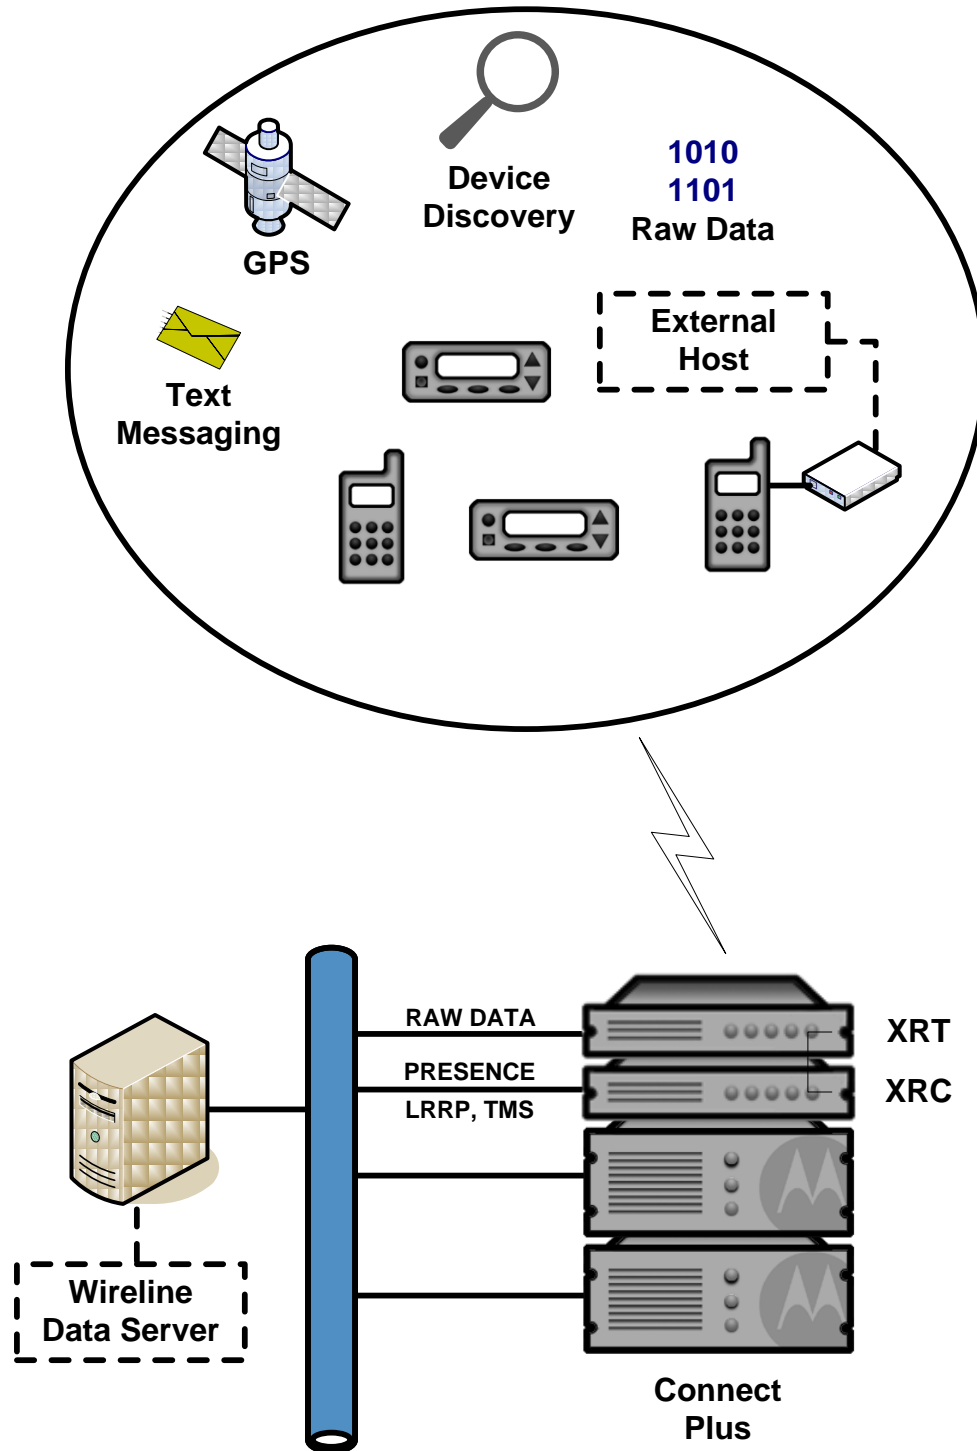 Device
Discovery
1010
1101
Raw Data
GPS
External
Host
Text
Messaging
RAW DATA
XRT
PRESENCE
LRRP, TMS
XRC
Wireline
Data Server
Connect
Plus